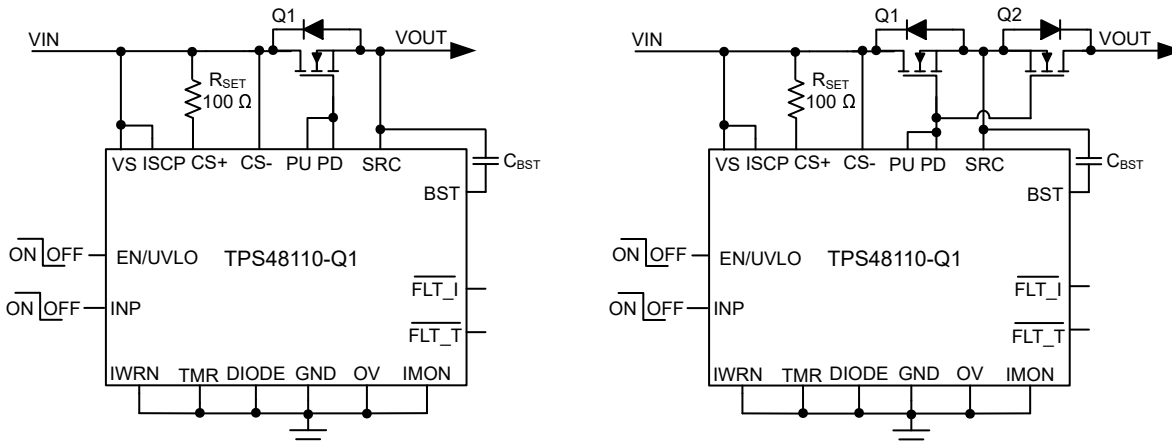 Q1
VIN
VOUT
RSET
100 Ω
VS ISCP CS+ CS- PU PD SRC
CBST
BST
ON OFF EN/UVLO TPS48110-Q1
FLT_I
ON OFF INP
FLT_T
IWRN TMR DIODE GND OV IMON
Q1 Q2
VIN
VOUT
RSET
100 Ω
VS ISCP CS+ CS- PU PD SRC
CBST
BST
ON OFF EN/UVLO TPS48110-Q1
FLT_I
ON OFF INP
FLT_T
IWRN TMR DIODE GND OV IMON